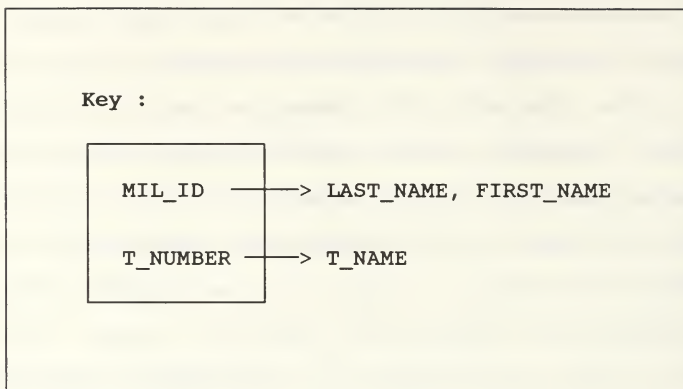 Key :
MIL_ID ——> LAST_NAME, FIRST_NAME
T_NUMBER ——> T_NAME